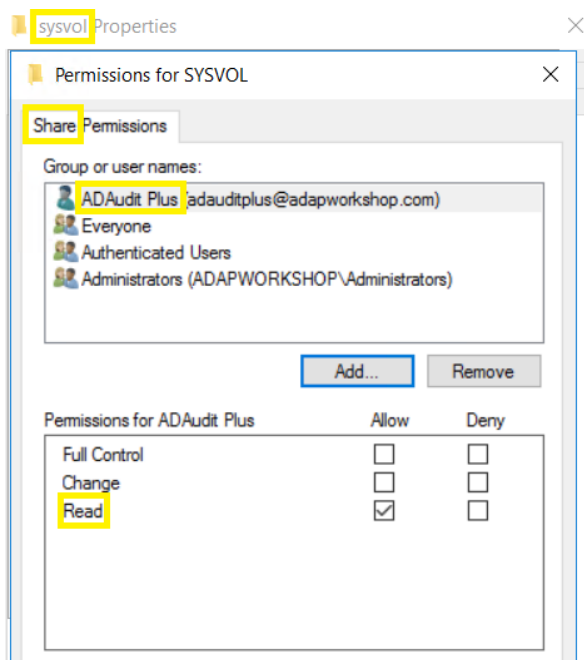 sysvol Properties
Permissions for SYSVOL
Share Permissions
Group or user names:
ADAudit Plus (adauditplus@adapworkshop.com)
Everyone
Authenticated Users
Administrators (ADAPWORKSHOP\Administrators)
Add... Remove
Permissions for ADAudit Plus Allow Deny
Full Control
Change
Read